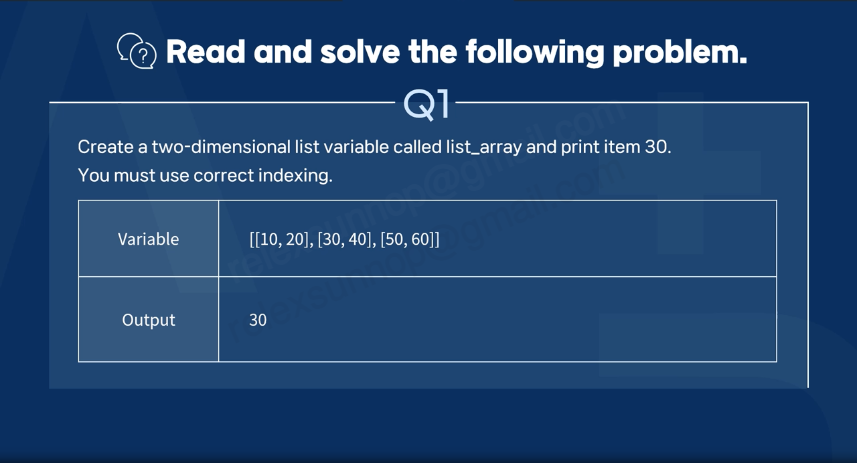 Read and solve the following problem.
Q1
Create a two-dimensional list variable called list_array and print item 30.
You must use correct indexing.
Variable
[[10, 20], [30, 40], [50, 60]]
Output
30